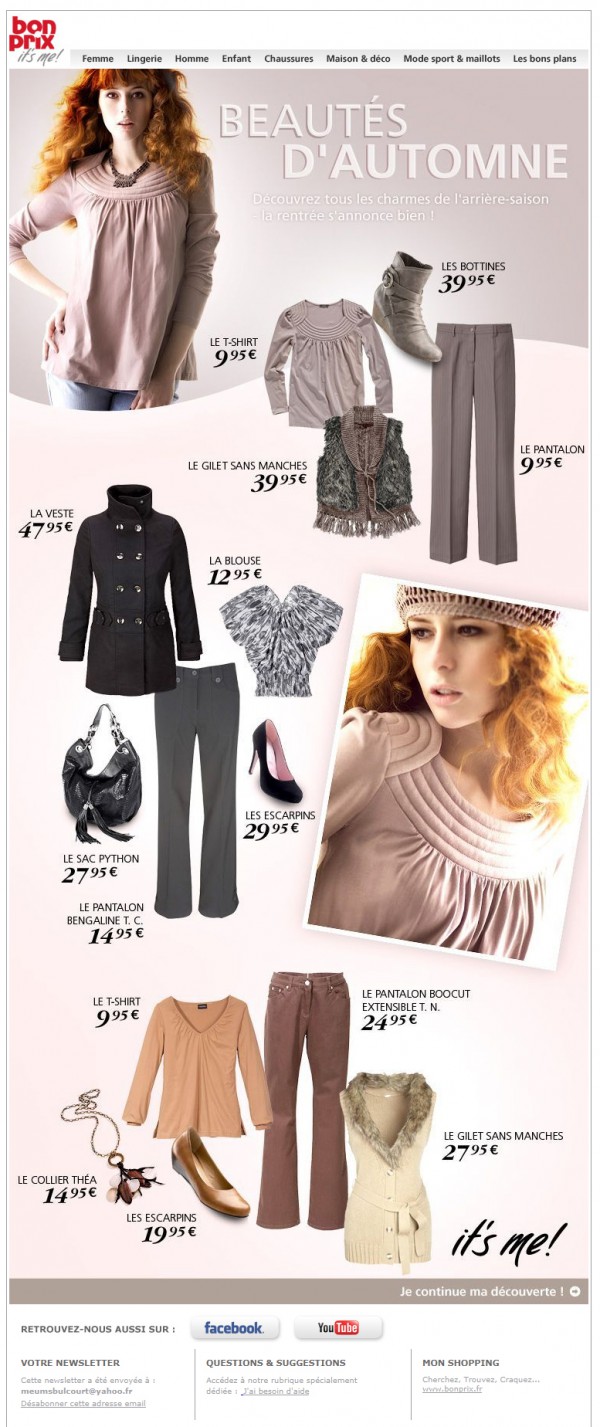 bon
prix
it's me!
Femme Lingerie Homme Enfant Chaussures Maison & déco Mode sport & maillots Les bons plans
BEAUTÉS
D'AUTOMNE
Découvrez tous les charmes de l'arrière-saison
- la rentrée s'annonce bien !
LES BOTTINES
39,95 €
LE T-SHIRT
9,95 €
LE PANTALON
9,95 €
LE GILET SANS MANCHES
39,95 €
LA VESTE
47,95 €
LA BLOUSE
12,95 €
LES ESCARPINS
29,95 €
LE SAC PYTHON
27,95 €
LE PANTALON
BENGALINE T. C.
14,95 €
LE T-SHIRT
9,95 €
LE PANTALON BOOCUT
EXTENSIBLE T. N.
24,95 €
LE GILET SANS MANCHES
27,95 €
LE COLLIER THÉA
14,95 €
LES ESCARPINS
19,95 €
it's me!
Je continue ma découverte !
RETROUVEZ-NOUS AUSSI SUR : facebook. YouTube
VOTRE NEWSLETTER
Cette newsletter a été envoyée à :
meumsbulcourt@yahoo.fr
Désabonner cette adresse email
QUESTIONS & SUGGESTIONS
Accédez à notre rubrique spécialement
dédiée : J'ai besoin d'aide
MON SHOPPING
Cherchez, Trouvez, Craquez...
www.bonprix.fr